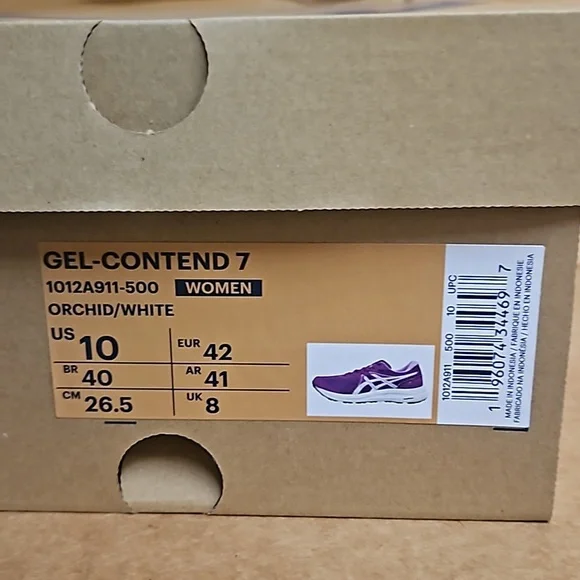 GEL-CONTEND 7
1012A911-500 WOMEN
ORCHID/WHITE
US 10
EUR 42
BR 40
AR 41
CM 26.5
UK 8
1012A911 500 10 UPC
1 96074 34469 7
MADE IN INDONESIA / FABRIQUÉ EN INDONESIE
FABRICADO NA INDONÉSIA / HECHO EN INDONESIA